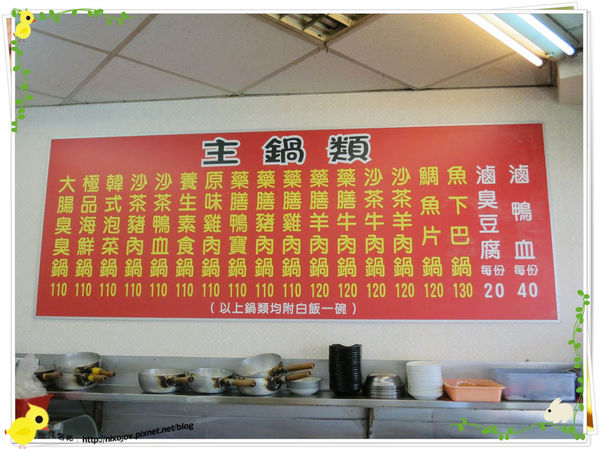 主鍋類
大腸臭臭鍋 110
極品海鮮鍋 110
韓式泡菜鍋 110
沙茶豬肉鍋 110
沙茶鴨血鍋 110
養生素食鍋 110
原味雞肉鍋 110
藥膳鴨寶鍋 110
藥膳豬肉鍋 110
藥膳雞肉鍋 110
藥膳羊肉鍋 120
藥膳牛肉鍋 120
沙茶牛肉鍋 120
沙茶羊肉鍋 120
鯛魚片鍋 120
魚下巴鍋 130
滷臭豆腐 每份 20
滷鴨血 每份 40
(以上鍋類均附白飯一碗)
http://nixojov.pixnet.net/blog